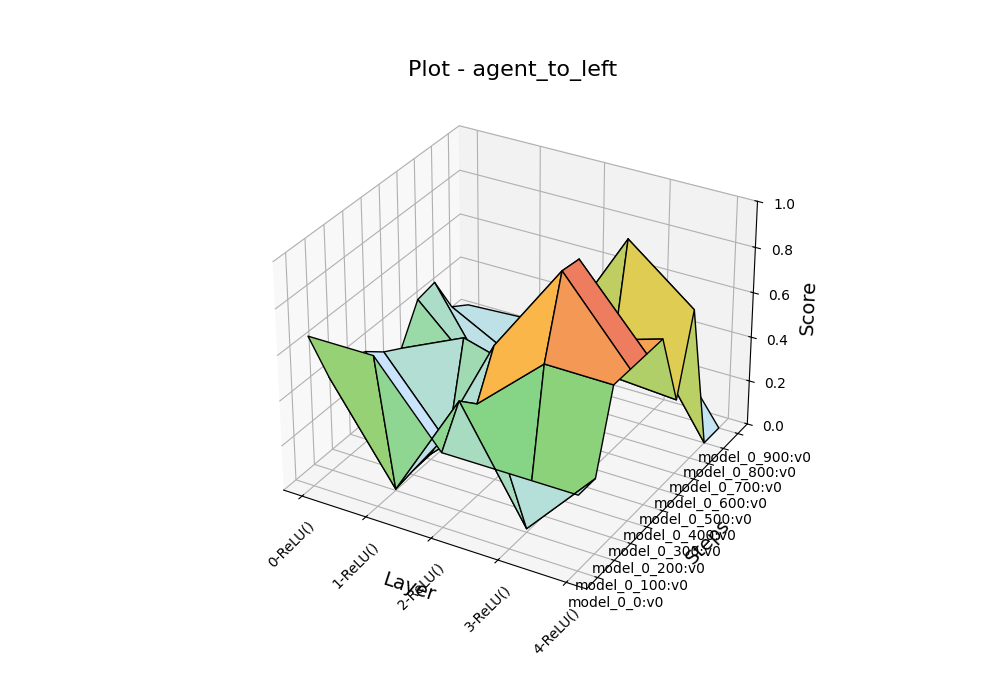 Plot - agent_to_left
1.0
0.8
Score
0.6
0.4
0.2
0.0
model_0_900:v0
model_0_800:v0
model_0_700:v0
model_0_600:v0
model_0_500:v0
model_0_400:v0
Steps
model_0_300:v0
model_0_200:v0
model_0_100:v0
model_0_0:v0
0-ReLU()
1-ReLU()
Layer
2-ReLU()
3-ReLU()
4-ReLU()